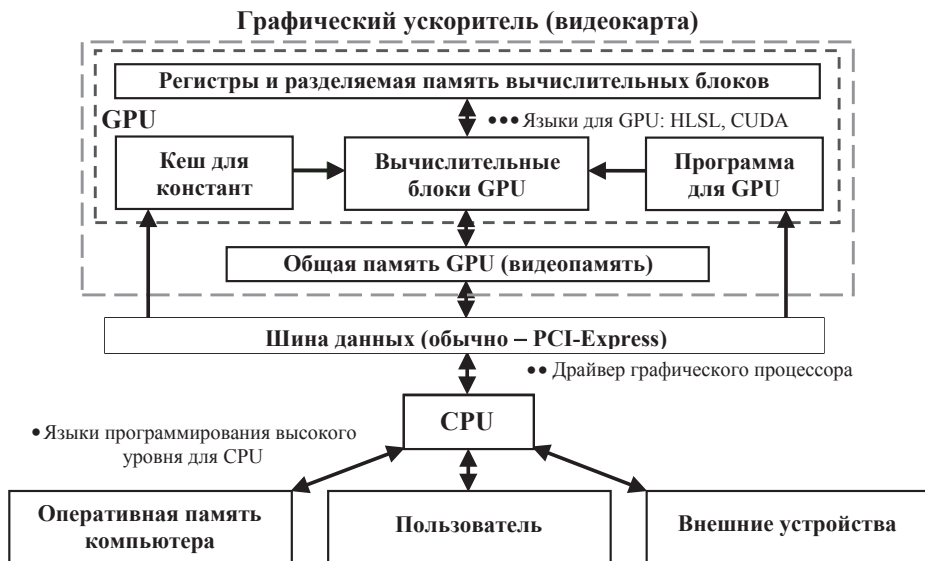 Графический ускоритель (видеокарта)
Регистры и разделяемая память вычислительных блоков
GPU
••• Языки для GPU: HLSL, CUDA
Кеш для
констант
Вычислительные
блоки GPU
Программа
для GPU
Общая память GPU (видеопамять)
Шина данных (обычно – PCI-Express)
•• Драйвер графического процессора
CPU
• Языки программирования высокого
уровня для CPU
Оперативная память
компьютера
Пользователь
Внешние устройства